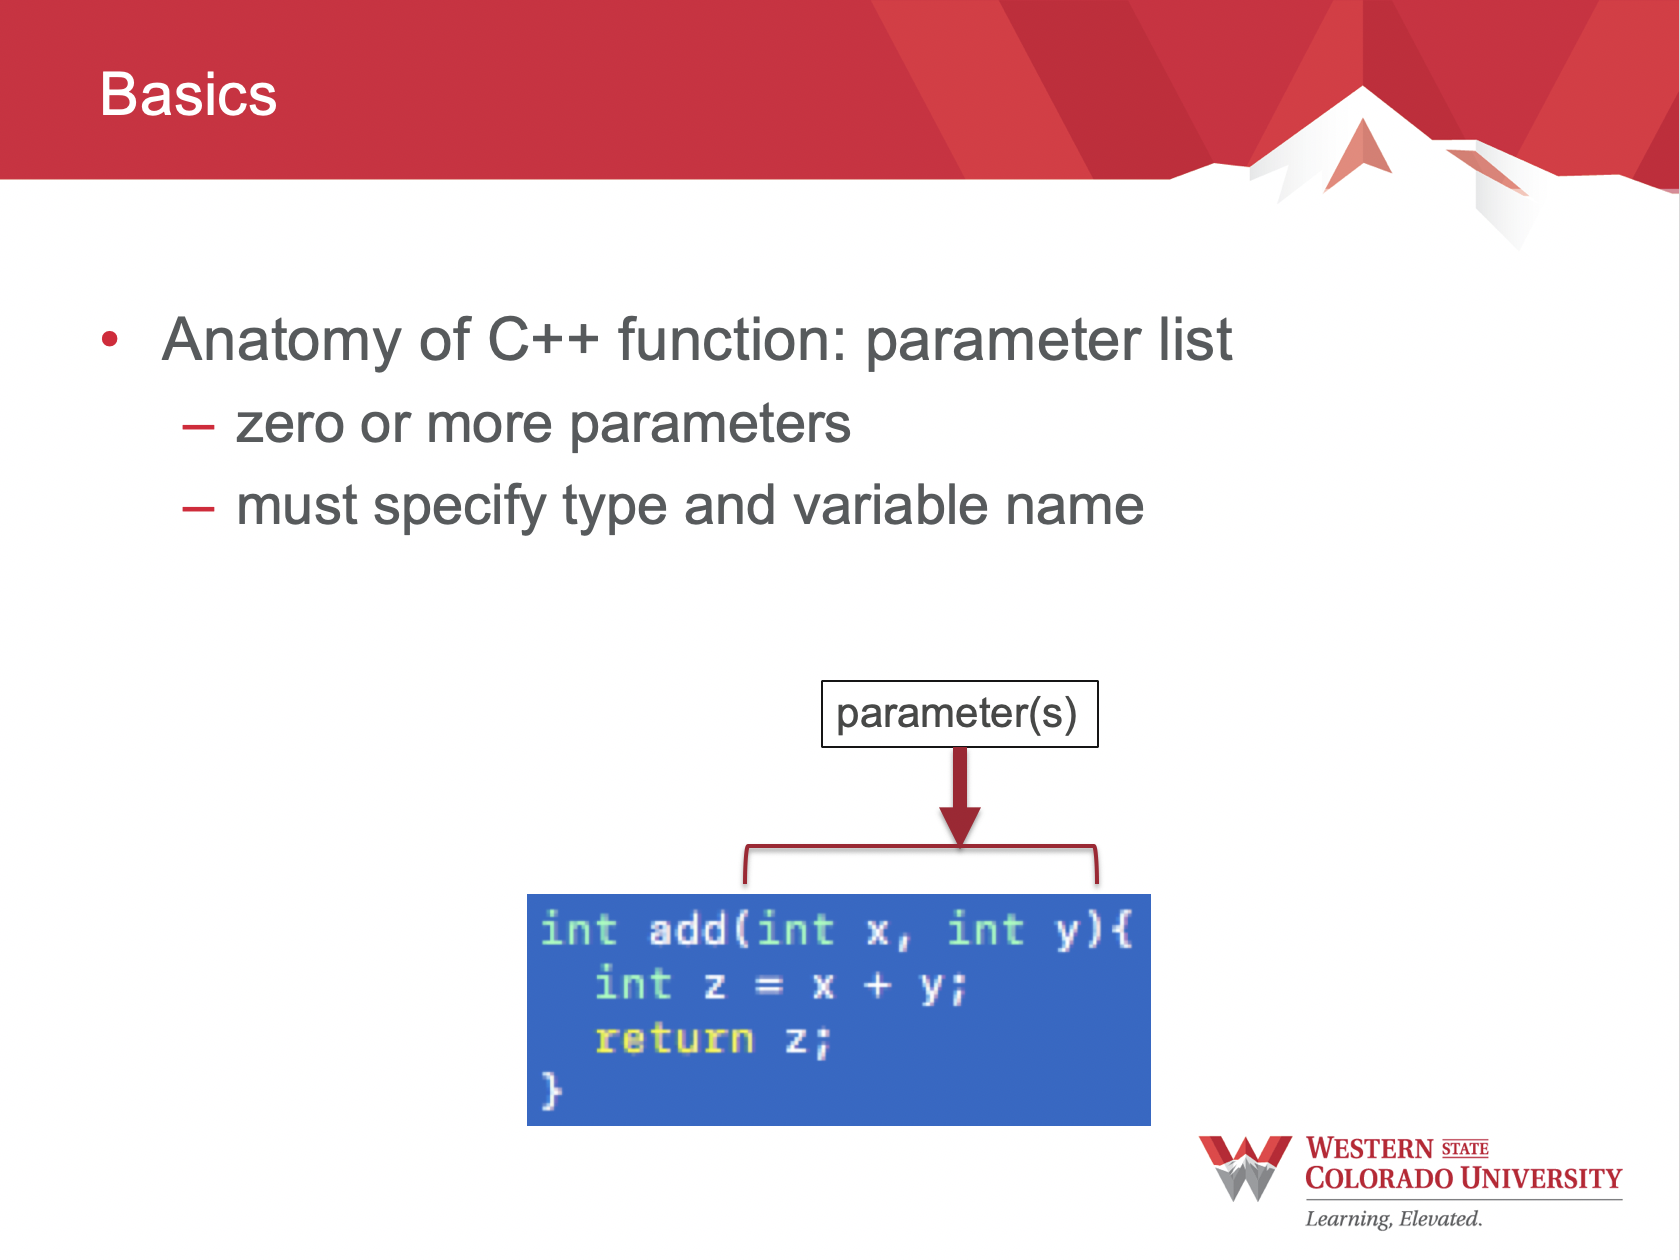 Basics
• Anatomy of C++ function: parameter list
– zero or more parameters
– must specify type and variable name
parameter(s)
int add(int x, int y){
  int z = x + y;
  return z;
}
WESTERN STATE
COLORADO UNIVERSITY
Learning, Elevated.